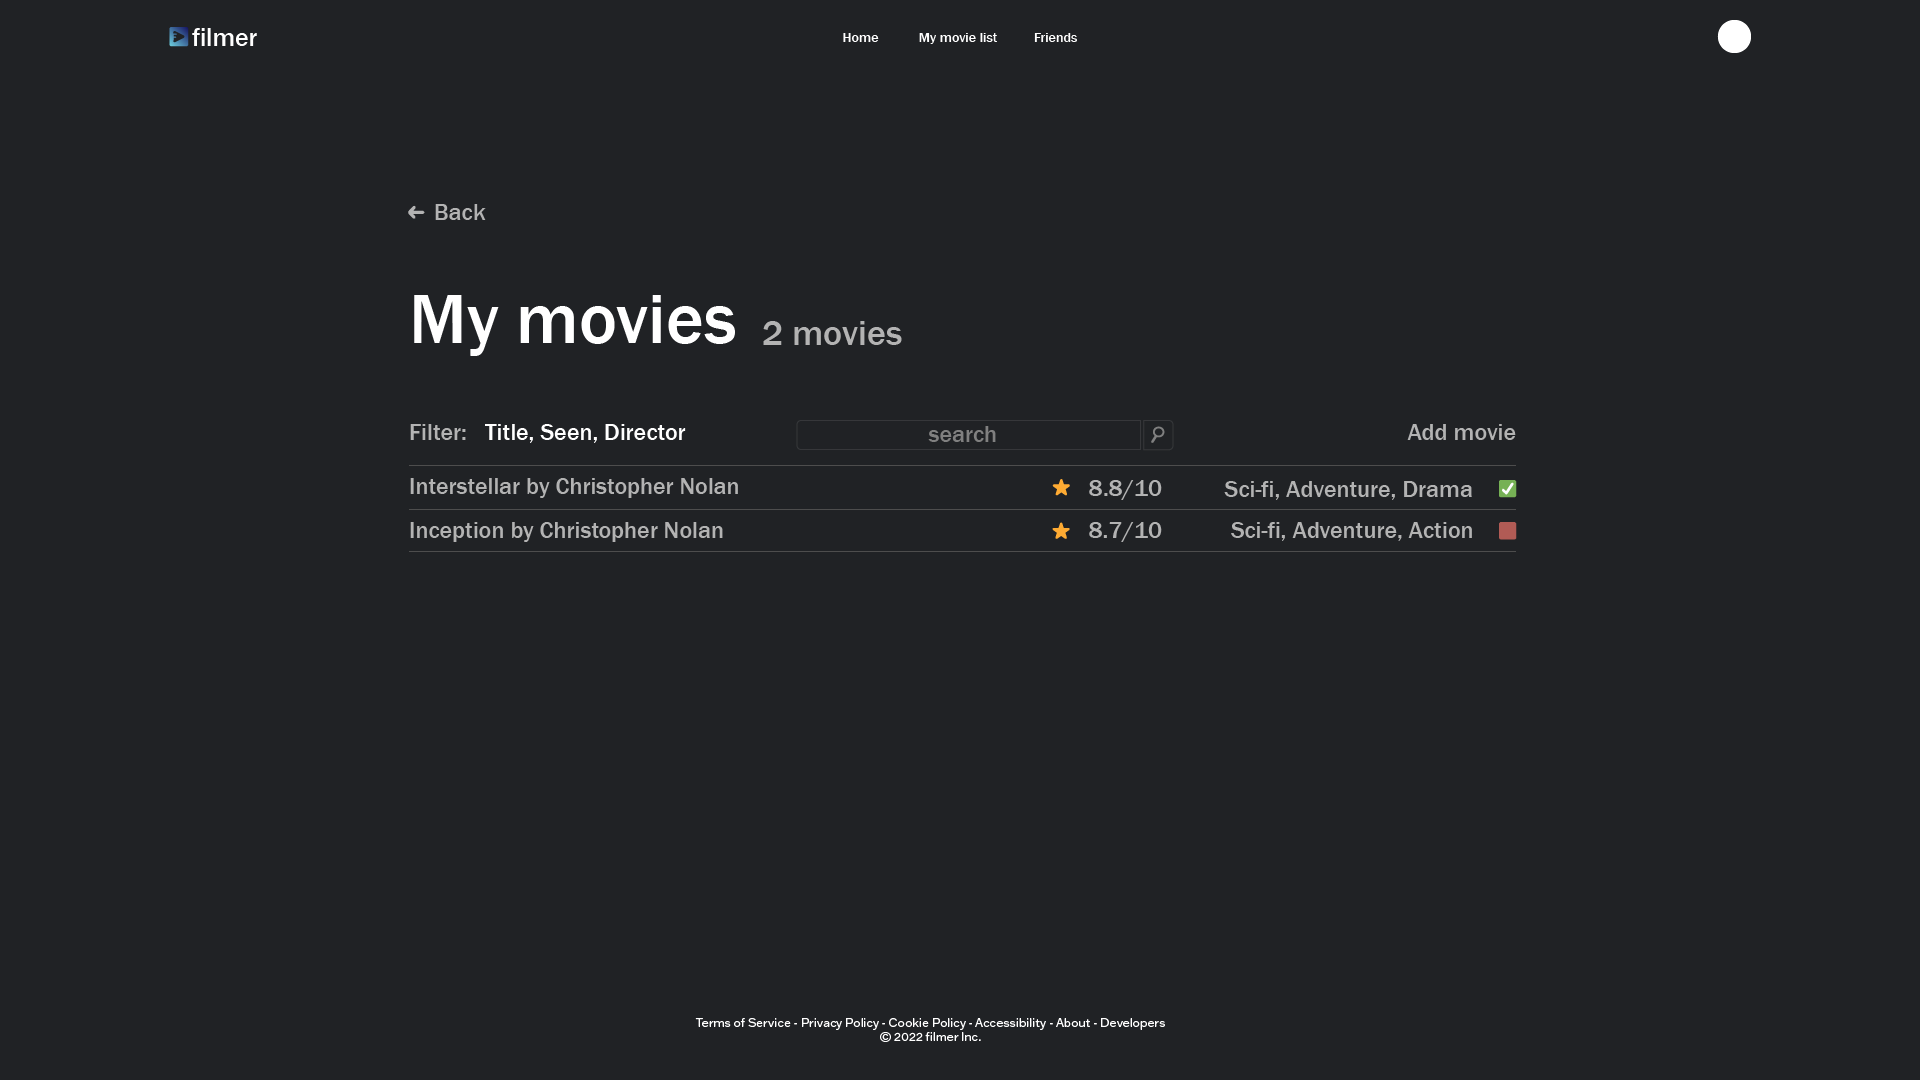 filmer
Home My movie list Friends
Back
My movies 2 movies
Filter: Title, Seen, Director search Add movie
Interstellar by Christopher Nolan 8.8/10 Sci-fi, Adventure, Drama
Inception by Christopher Nolan 8.7/10 Sci-fi, Adventure, Action
Terms of Service - Privacy Policy - Cookie Policy - Accessibility - About - Developers
© 2022 filmer Inc.